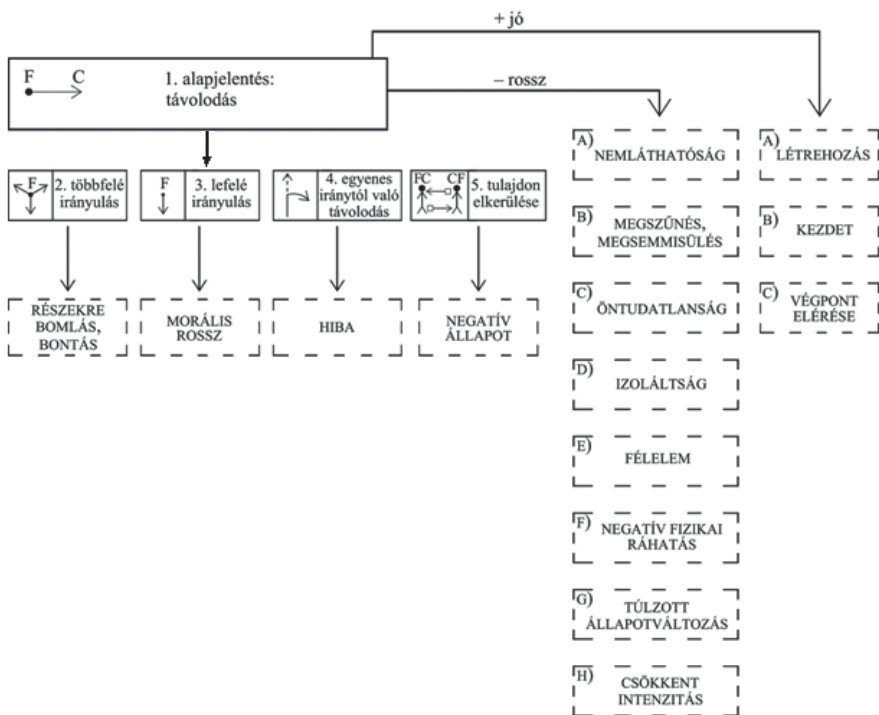 + jó
F C
1. alapjelentés:
távolodás
– rossz
F
2. többfelé
irányulás
F
3. lefelé
irányulás
4. egyenes
iránytól való
távolodás
FC CF
5. tulajdon
elkerülése
RÉSZEKRE
BOMLÁS,
BONTÁS
MORÁLIS
ROSSZ
HIBA
NEGATÍV
ÁLLAPOT
A)
NEMLÁTHATÓSÁG
B)
MEGSZŰNÉS,
MEGSEMMISÜLÉS
C)
ÖNTUDATLANSÁG
D)
IZOLÁLTSÁG
E)
FÉLELEM
F)
NEGATÍV FIZIKAI
RÁHATÁS
G)
TÚLZOTT
ÁLLAPOTVÁLTOZÁS
H)
CSÖKKENT
INTENZITÁS
A)
LÉTREHOZÁS
B)
KEZDET
C)
VÉGPONT
ELÉRÉSE